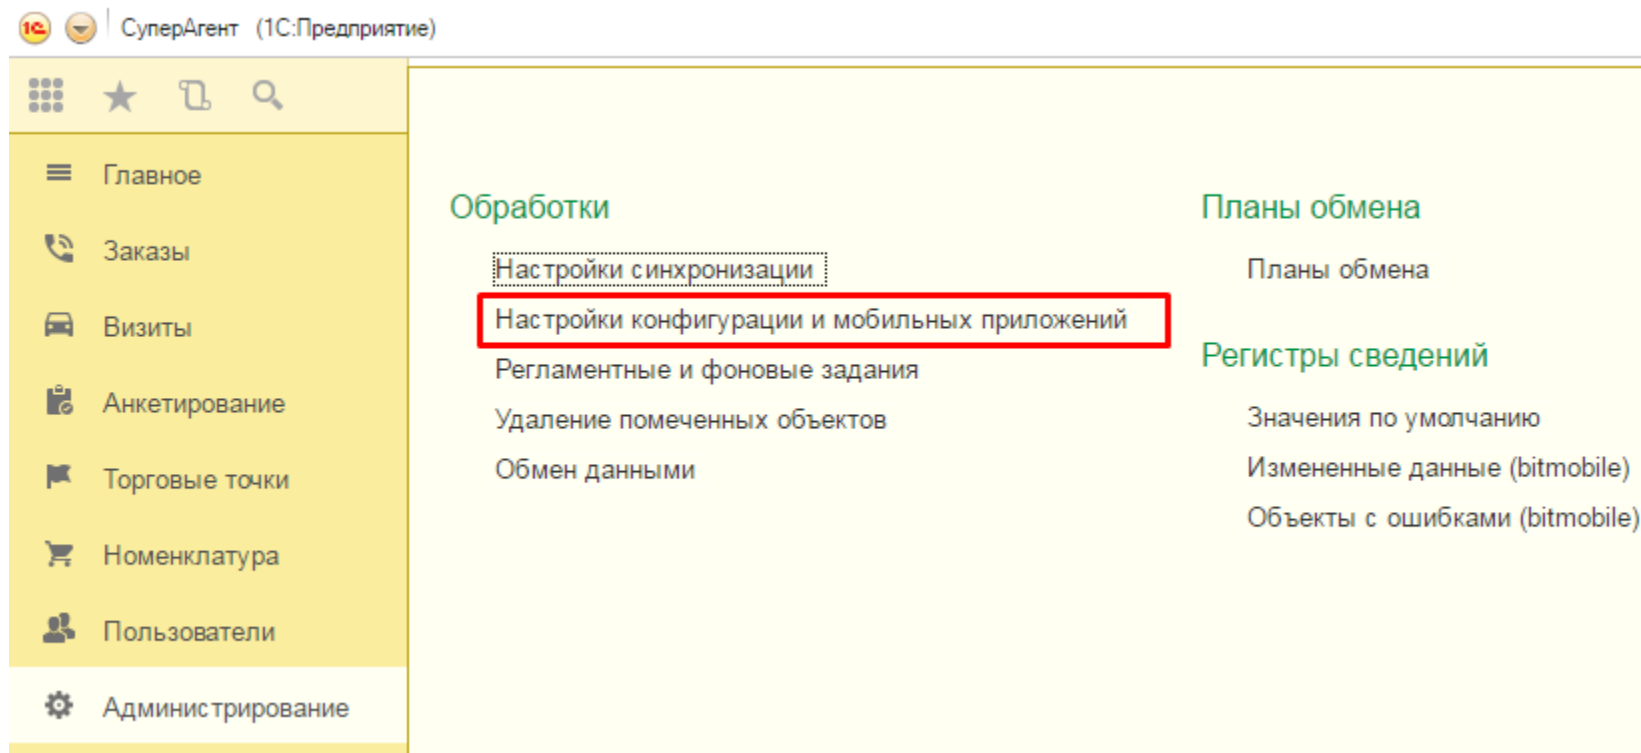 СуперАгент (1С:Предприятие)
Главное
Заказы
Визиты
Анкетирование
Торговые точки
Номенклатура
Пользователи
Администрирование
Обработки
Настройки синхронизации
Настройки конфигурации и мобильных приложений
Регламентные и фоновые задания
Удаление помеченных объектов
Обмен данными
Планы обмена
Планы обмена
Регистры сведений
Значения по умолчанию
Измененные данные (bitmobile)
Объекты с ошибками (bitmobile)